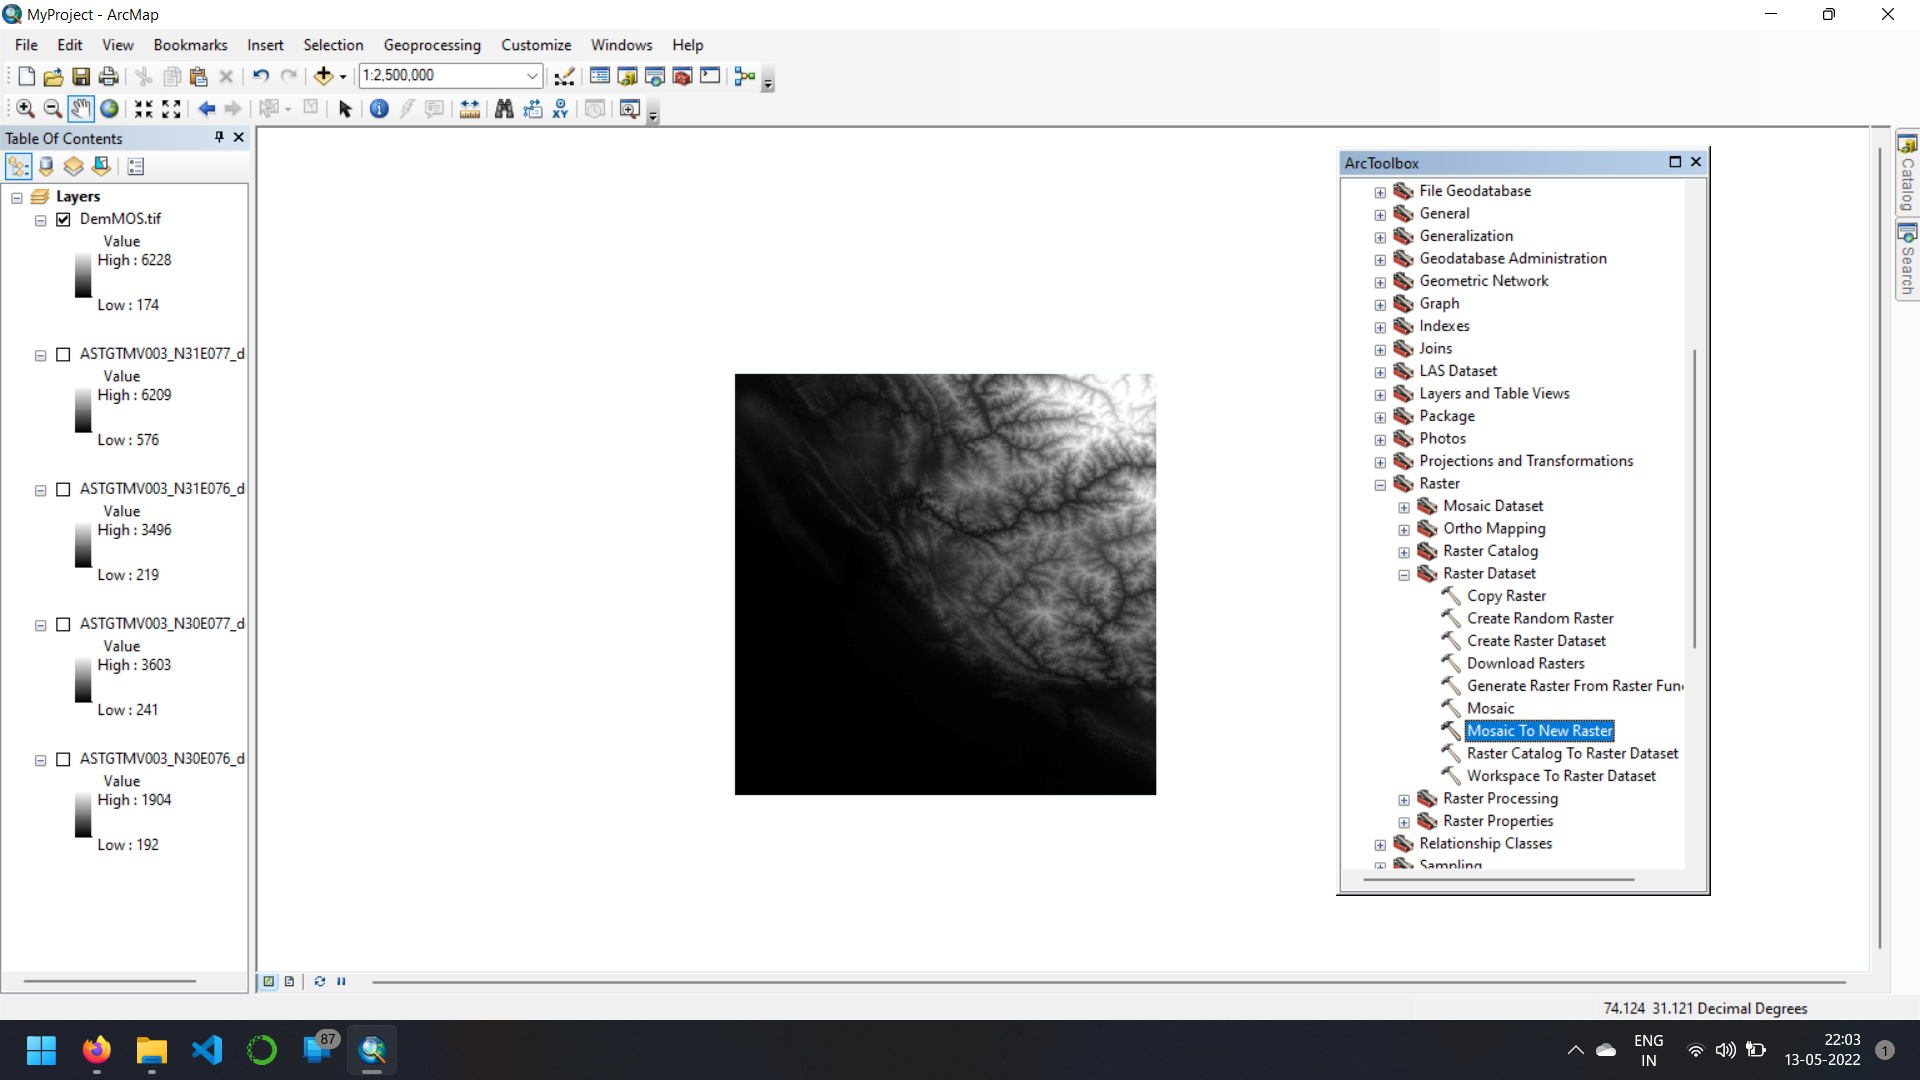 MyProject - ArcMap
File Edit View Bookmarks Insert Selection Geoprocessing Customize Windows Help
1:2,500,000
XY
Table Of Contents
Layers
DemMOS.tif
Value
High : 6228
Low : 174
ASTGTMV003_N31E077_d
Value
High : 6209
Low : 576
ASTGTMV003_N31E076_d
Value
High : 3496
Low : 219
ASTGTMV003_N30E077_d
Value
High : 3603
Low : 241
ASTGTMV003_N30E076_d
Value
High : 1904
Low : 192
ArcToolbox
File Geodatabase
General
Generalization
Geodatabase Administration
Geometric Network
Graph
Indexes
Joins
LAS Dataset
Layers and Table Views
Package
Photos
Projections and Transformations
Raster
Mosaic Dataset
Ortho Mapping
Raster Catalog
Raster Dataset
Copy Raster
Create Random Raster
Create Raster Dataset
Download Rasters
Generate Raster From Raster Fun
Mosaic
Mosaic To New Raster
Raster Catalog To Raster Dataset
Workspace To Raster Dataset
Raster Processing
Raster Properties
Relationship Classes
Sampling
Catalog
Search
74.124 31.121 Decimal Degrees
87
ENG
IN
22:03
13-05-2022
1